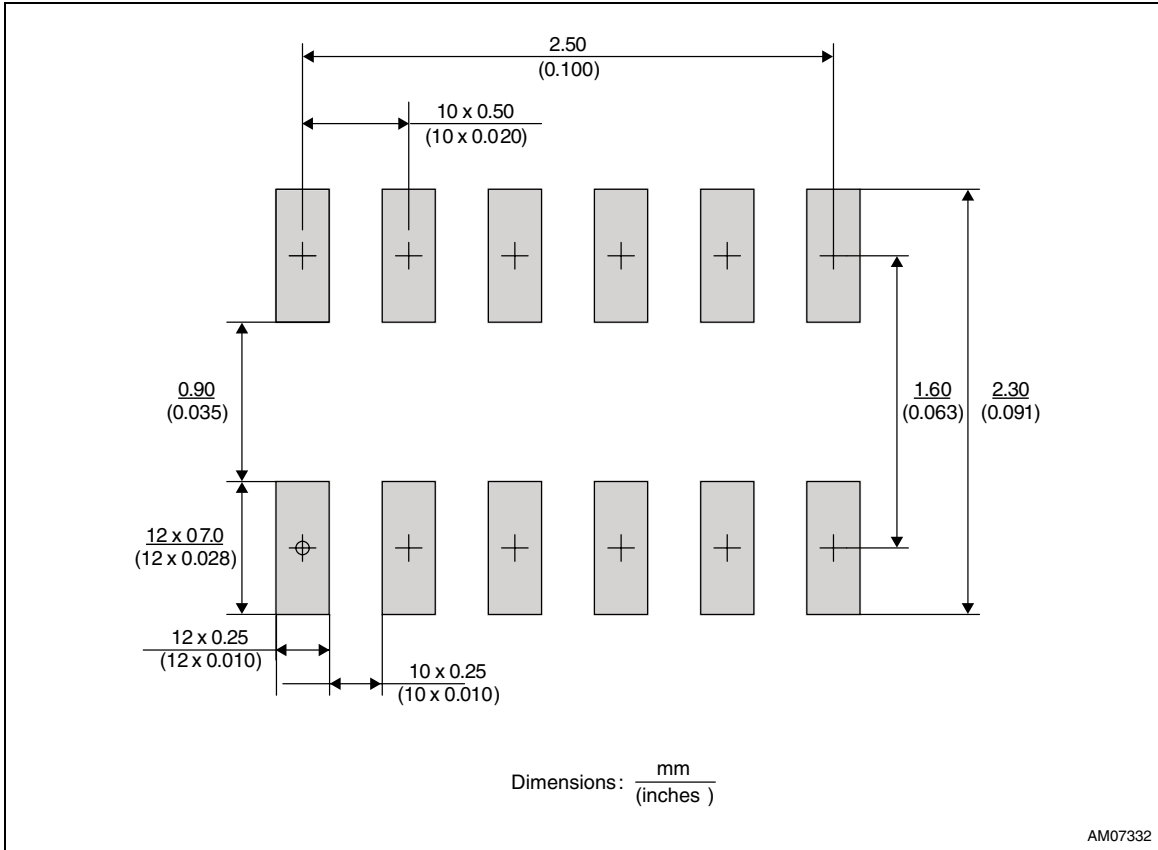 2.50
(0.100)
10 x 0.50
(10 x 0.020)
0.90
(0.035)
1.60
(0.063)
2.30
(0.091)
12 x 07.0
(12 x 0.028)
12 x 0.25
(12 x 0.010)
10 x 0.25
(10 x 0.010)
Dimensions: mm
(inches )
AM07332